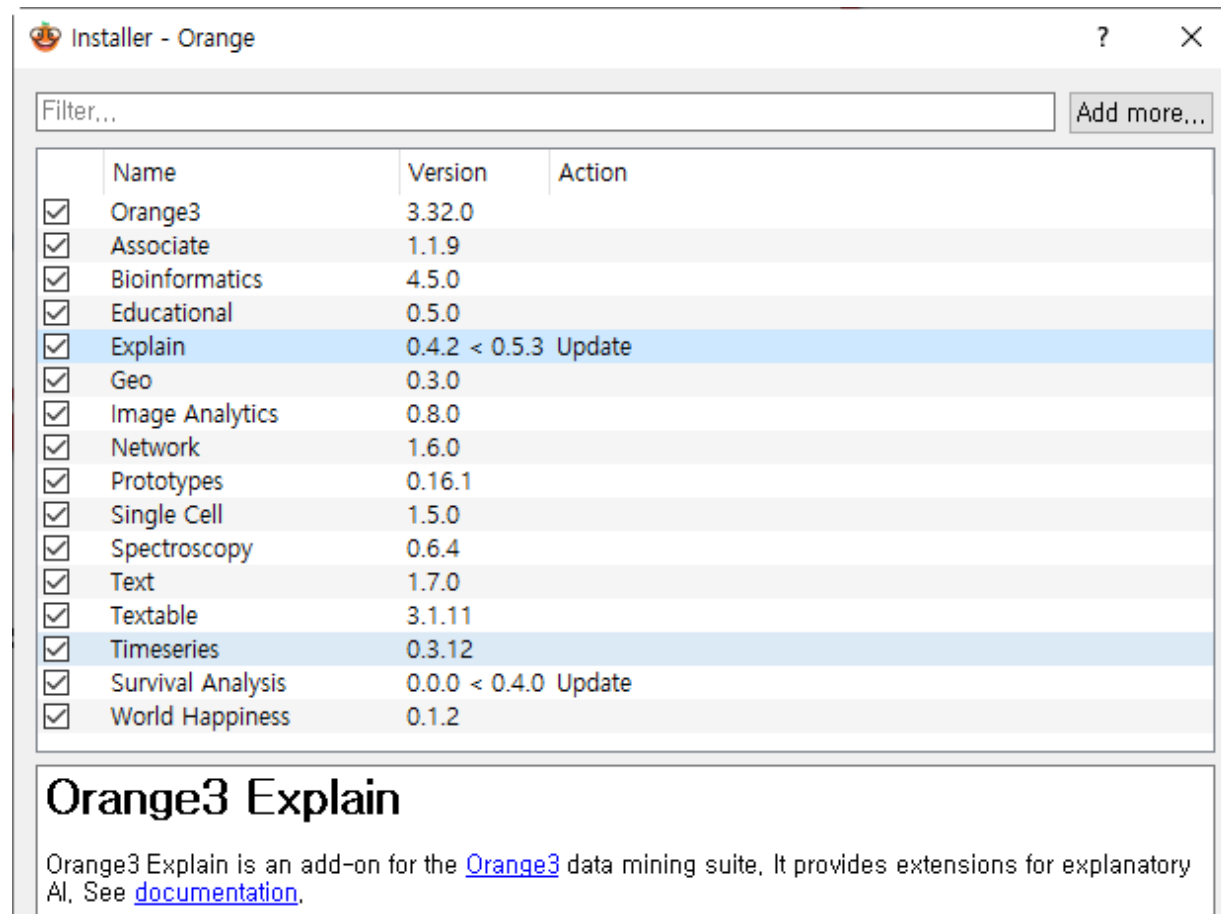 Installer - Orange ? ×
Filter... Add more...
Name Version Action
Orange3 3.32.0
Associate 1.1.9
Bioinformatics 4.5.0
Educational 0.5.0
Explain 0.4.2 < 0.5.3 Update
Geo 0.3.0
Image Analytics 0.8.0
Network 1.6.0
Prototypes 0.16.1
Single Cell 1.5.0
Spectroscopy 0.6.4
Text 1.7.0
Textable 3.1.11
Timeseries 0.3.12
Survival Analysis 0.0.0 < 0.4.0 Update
World Happiness 0.1.2
Orange3 Explain
Orange3 Explain is an add-on for the Orange3 data mining suite. It provides extensions for explanatory
AI. See documentation.